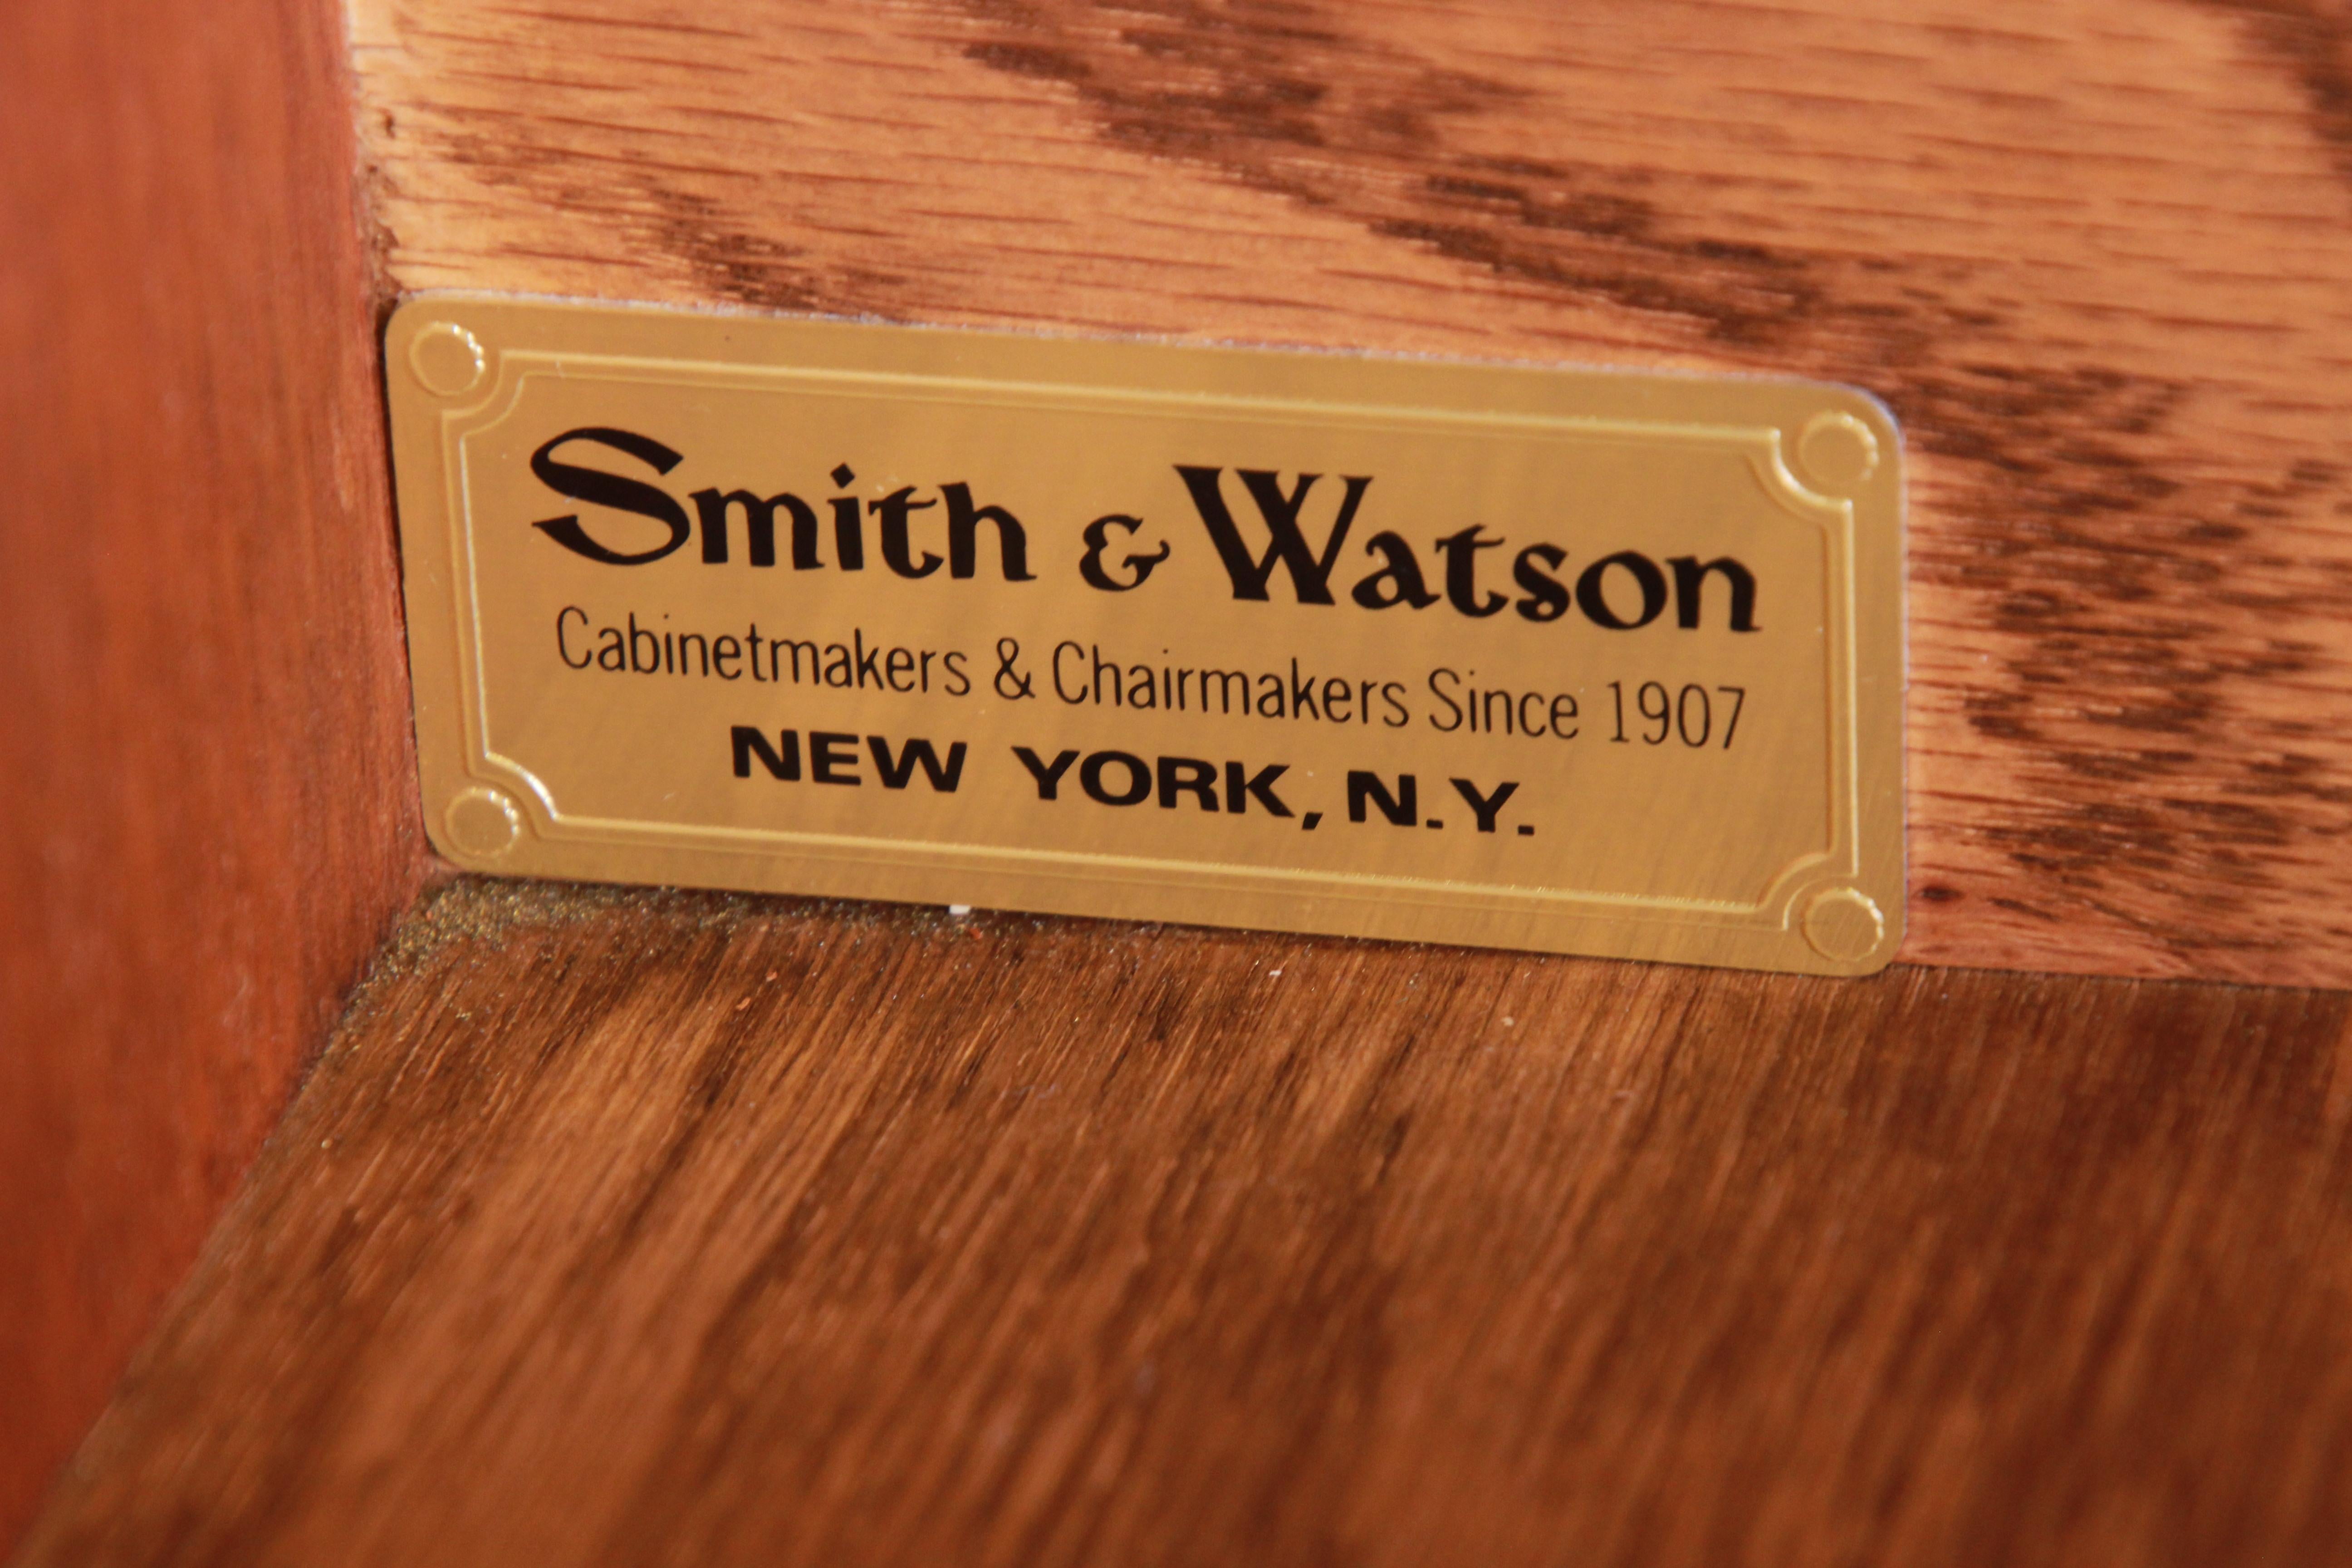 Smith & Watson
Cabinetmakers & Chairmakers Since 1907
NEW YORK, N.Y.